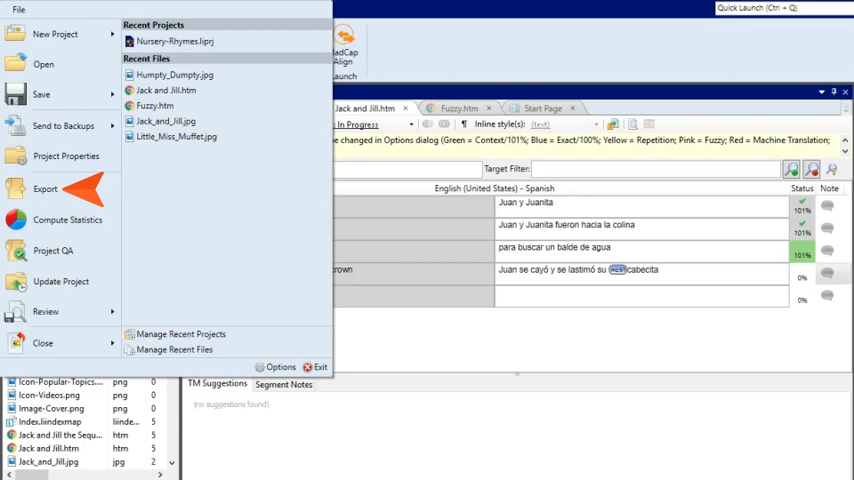 File
Quick Launch (Ctrl + Q)
New Project
Open
Save
Send to Backups
Project Properties
Export
Compute Statistics
Project QA
Update Project
Review
Close
Recent Projects
Nursery-Rhymes.liprj
Recent Files
Humpty_Dumpty.jpg
Jack and Jill.htm
Fuzzy.htm
Jack_and_Jill.jpg
Little_Miss_Muffet.jpg
Manage Recent Projects
Manage Recent Files
Options
Exit
MadCap
Align
Launch
Jack and Jill.htm
Fuzzy.htm
Start Page
In Progress
Inline style(s):
(text)
be changed in Options dialog (Green = Context/101%; Blue = Exact/100%; Yellow = Repetition; Pink = Fuzzy; Red = Machine Translation;
Target Filter:
English (United States) - Spanish
Status
Note
Juan y Juanita
101%
Juan y Juanita fueron hacia la colina
101%
para buscar un balde de agua
101%
crown
Juan se cayó y se lastimó su
cabecita
0%
0%
TM Suggestions
Segment Notes
(no suggestions found)
Icon-Popular-Topics...
png
0
Icon-Videos.png
png
0
Image-Cover.png
png
0
Index.liindexmap
liinde...
5
Jack and Jill the Sequ...
htm
5
Jack and Jill.htm
htm
5
Jack_and_Jill.jpg
jpg
2